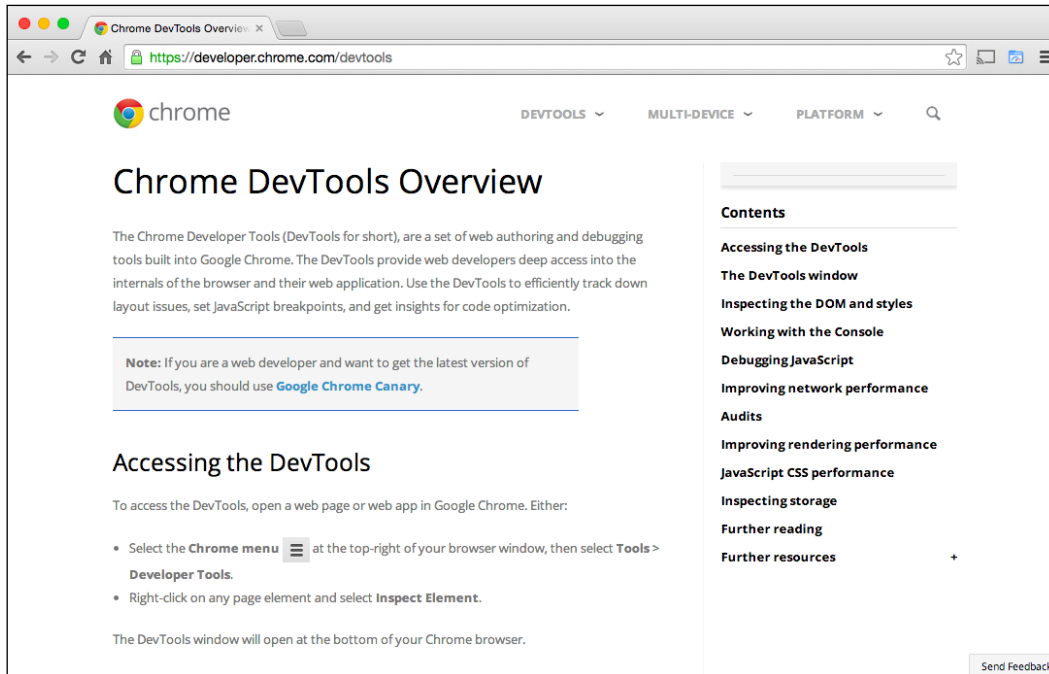 Chrome DevTools Overview
https://developer.chrome.com/devtools
chrome
DEVTOOLS
MULTI-DEVICE
PLATFORM
Chrome DevTools Overview
The Chrome Developer Tools (DevTools for short), are a set of web authoring and debugging
tools built into Google Chrome. The DevTools provide web developers deep access into the
internals of the browser and their web application. Use the DevTools to efficiently track down
layout issues, set JavaScript breakpoints, and get insights for code optimization.
Note: If you are a web developer and want to get the latest version of
DevTools, you should use Google Chrome Canary.
Accessing the DevTools
To access the DevTools, open a web page or web app in Google Chrome. Either:
• Select the Chrome menu at the top-right of your browser window, then select Tools >
Developer Tools.
• Right-click on any page element and select Inspect Element.
The DevTools window will open at the bottom of your Chrome browser.
Contents
Accessing the DevTools
The DevTools window
Inspecting the DOM and styles
Working with the Console
Debugging JavaScript
Improving network performance
Audits
Improving rendering performance
JavaScript CSS performance
Inspecting storage
Further reading
Further resources +
Send Feedback